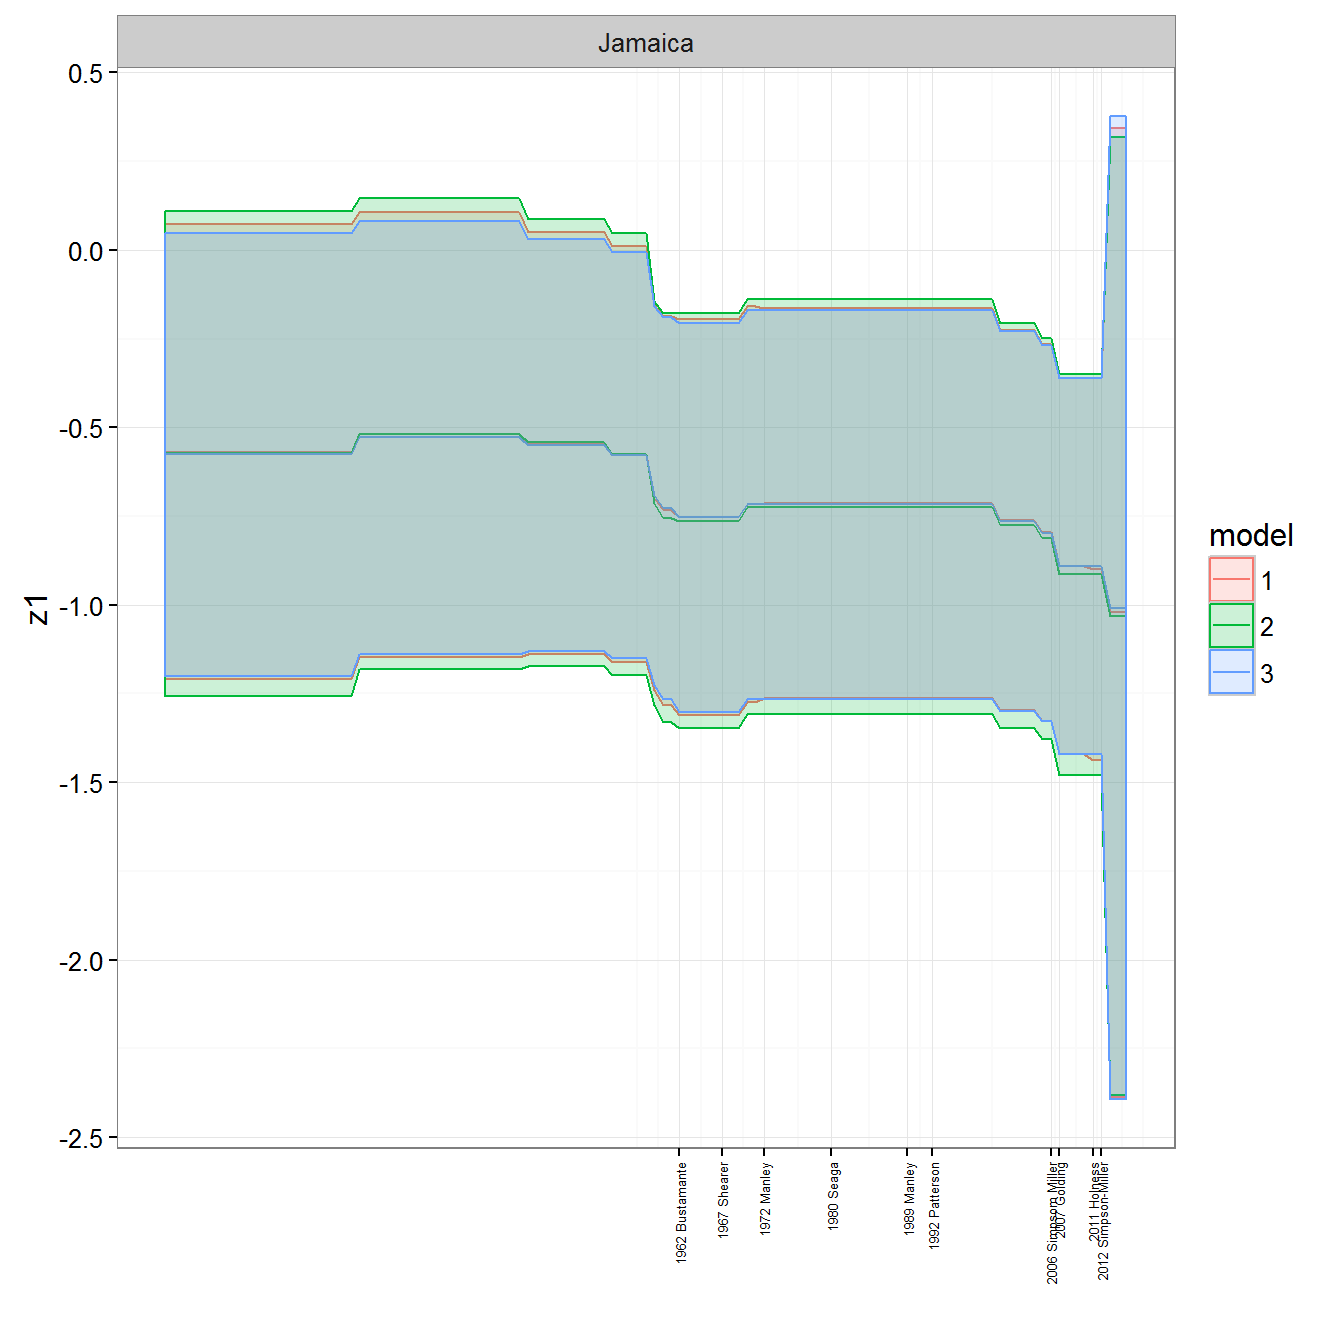 Jamaica
0.5
0.0
-0.5
-1.0
-1.5
-2.0
-2.5
z1
1962 Bustamante
1967 Shearer
1972 Manley
1980 Seaga
1989 Manley
1992 Patterson
2006 Simpson Miller
2007 Golding
2011 Holness
2012 Simpson-Miller
model
1
2
3